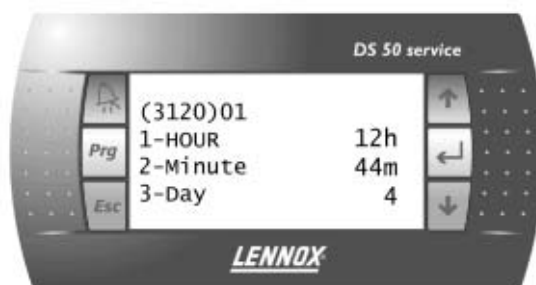 DS 50 service
(3120)01
1-HOUR 12h
2-Minute 44m
3-Day 4
Prg
Esc
LENNOX